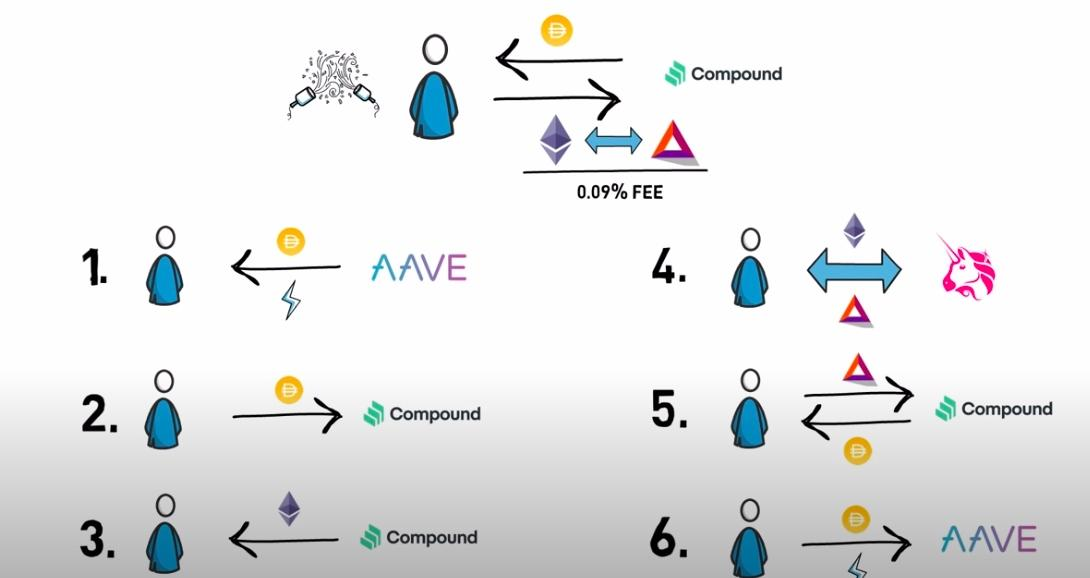 Compound
0.09% FEE
1.
AAVE
2.
Compound
3.
Compound
4.
5.
Compound
6.
AAVE